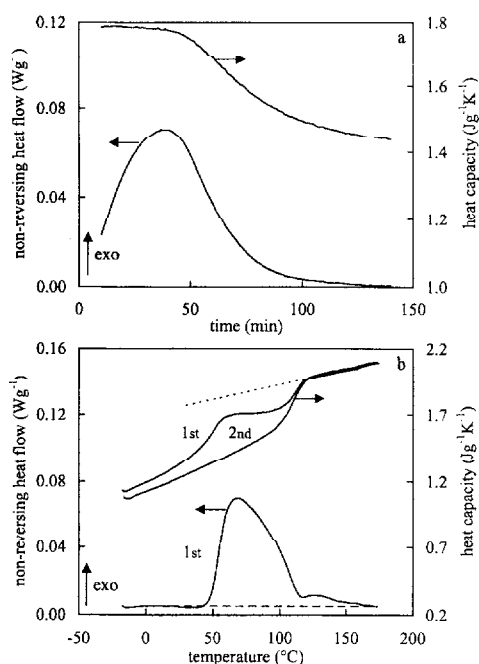 a
non-reversing heat flow (Wg⁻
0.12
0.08
0.04
0.00
exo
0
50
100
150
time (min)
1.8
1.6
1.4
1.2
1.0
heat capacity (Jg⁻¹K⁻¹)
b
non-reversing heat flow (Wg⁻¹)
0.16
0.12
0.08
0.04
0.00
1st
2nd
1st
exo
-50
0
50
100
150
200
temperature (°C)
2.2
1.7
1.2
0.7
0.2
heat capacity (Jg⁻¹K⁻¹)